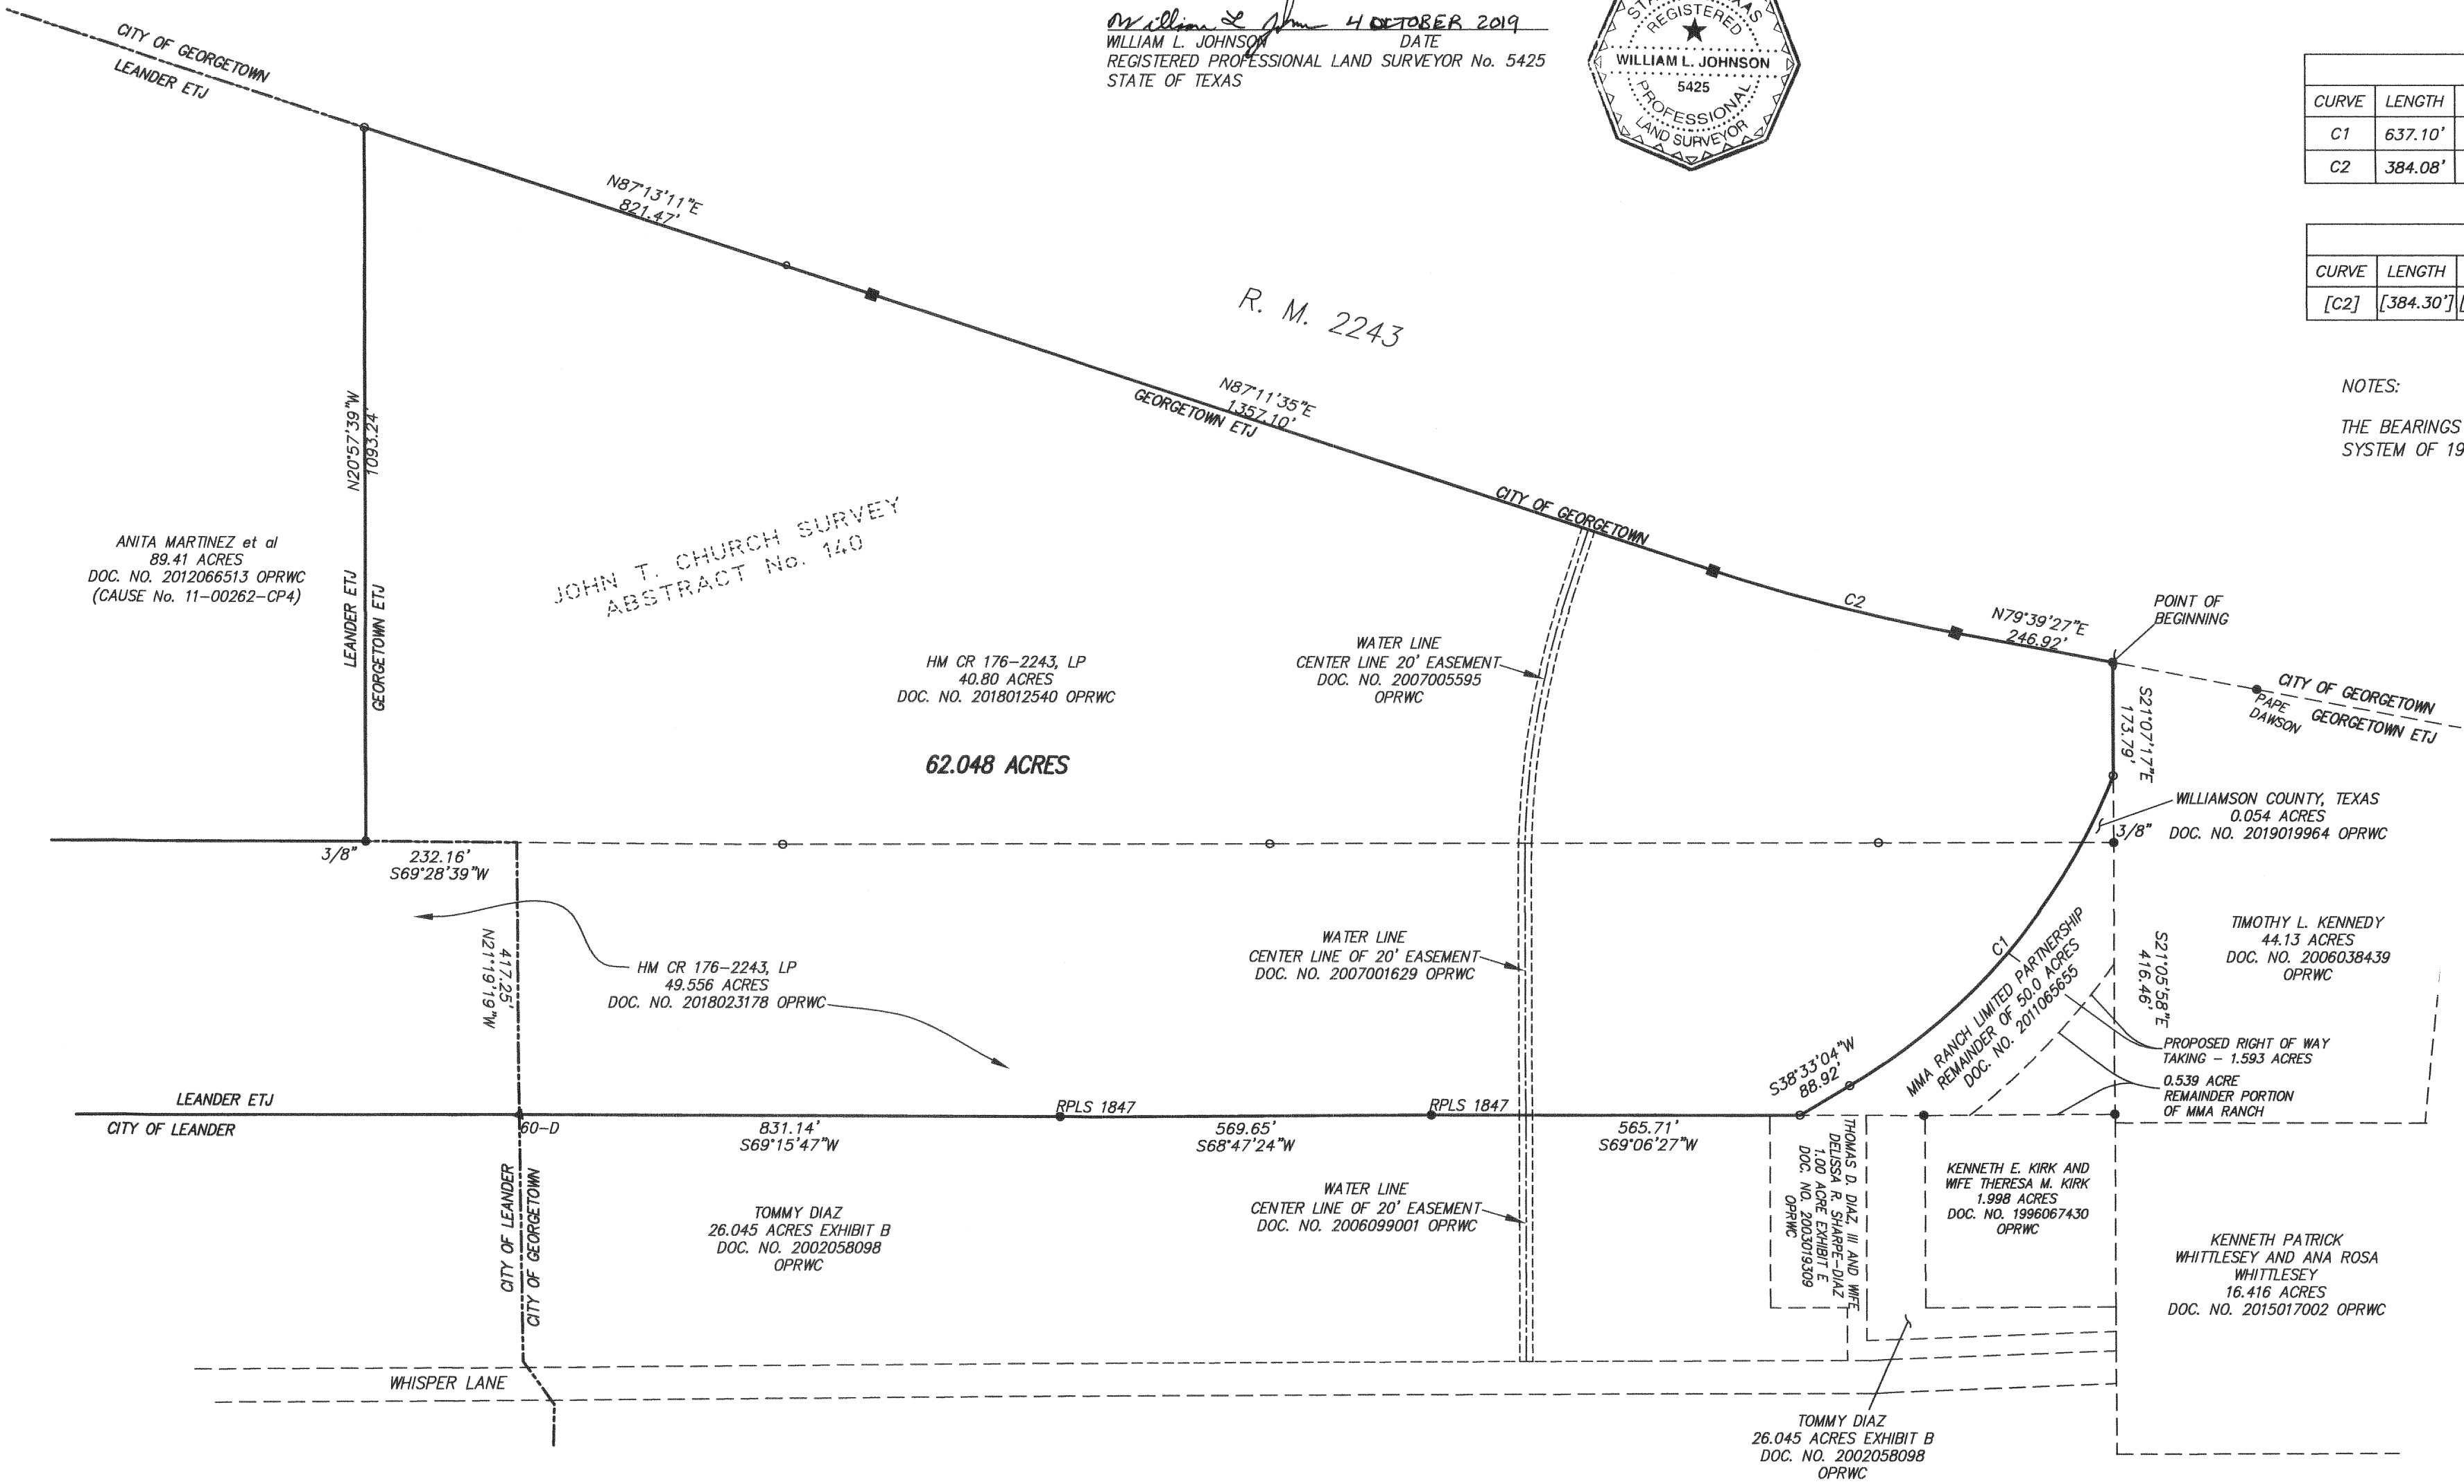 William L. John 4 OCTOBER 2019
WILLIAM L. JOHNSON DATE
REGISTERED PROFESSIONAL LAND SURVEYOR No. 5425
STATE OF TEXAS
REGISTERED
WILLIAM L. JOHNSON
5425
PROFESSIONAL
LAND SURVEYOR
CURVE LENGTH
C1 637.10'
C2 384.08'
CURVE LENGTH
[C2] [384.30']
NOTES:
THE BEARINGS
SYSTEM OF 19
CITY OF GEORGETOWN
LEANDER ETJ
N87°13'11"E
821.47'
R. M. 2243
N87°11'35"E
1357.10'
GEORGETOWN ETJ
CITY OF GEORGETOWN
C2
N79°39'27"E
246.92'
POINT OF
BEGINNING
CITY OF GEORGETOWN
PAPE
DAWSON
GEORGETOWN ETJ
N20°57'39"W
1093.24'
LEANDER ETJ
GEORGETOWN ETJ
ANITA MARTINEZ et al
89.41 ACRES
DOC. NO. 2012066513 OPRWC
(CAUSE No. 11-00262-CP4)
JOHN T. CHURCH SURVEY
ABSTRACT No. 140
HM CR 176-2243, LP
40.80 ACRES
DOC. NO. 2018012540 OPRWC
62.048 ACRES
WATER LINE
CENTER LINE 20' EASEMENT
DOC. NO. 2007005595
OPRWC
S21°07'17"E
173.79'
WILLIAMSON COUNTY, TEXAS
0.054 ACRES
DOC. NO. 2019019964 OPRWC
3/8"
3/8"
232.16'
S69°28'39"W
417.25'
N21°19'19"W
HM CR 176-2243, LP
49.556 ACRES
DOC. NO. 2018023178 OPRWC
WATER LINE
CENTER LINE OF 20' EASEMENT
DOC. NO. 2007001629 OPRWC
C1
MMA RANCH LIMITED PARTNERSHIP
REMAINDER OF 50.0 ACRES
DOC. NO. 2011065655
S21°05'58"E
416.46'
TIMOTHY L. KENNEDY
44.13 ACRES
DOC. NO. 2006038439
OPRWC
PROPOSED RIGHT OF WAY
TAKING - 1.593 ACRES
0.539 ACRE
REMAINDER PORTION
OF MMA RANCH
S38°33'04"W
88.92'
LEANDER ETJ
CITY OF LEANDER
60-D
831.14'
S69°15'47"W
RPLS 1847
569.65'
S68°47'24"W
RPLS 1847
565.71'
S69°06'27"W
CITY OF LEANDER
CITY OF GEORGETOWN
TOMMY DIAZ
26.045 ACRES EXHIBIT B
DOC. NO. 2002058098
OPRWC
WATER LINE
CENTER LINE OF 20' EASEMENT
DOC. NO. 2006099001 OPRWC
THOMAS D. DIAZ, III AND WIFE
DELISSA R. SHARPE-DIAZ
1.00 ACRE EXHIBIT E
DOC. NO. 2003019309
OPRWC
KENNETH E. KIRK AND
WIFE THERESA M. KIRK
1.998 ACRES
DOC. NO. 1996067430
OPRWC
KENNETH PATRICK
WHITTLESEY AND ANA ROSA
WHITTLESEY
16.416 ACRES
DOC. NO. 2015017002 OPRWC
WHISPER LANE
TOMMY DIAZ
26.045 ACRES EXHIBIT B
DOC. NO. 2002058098
OPRWC